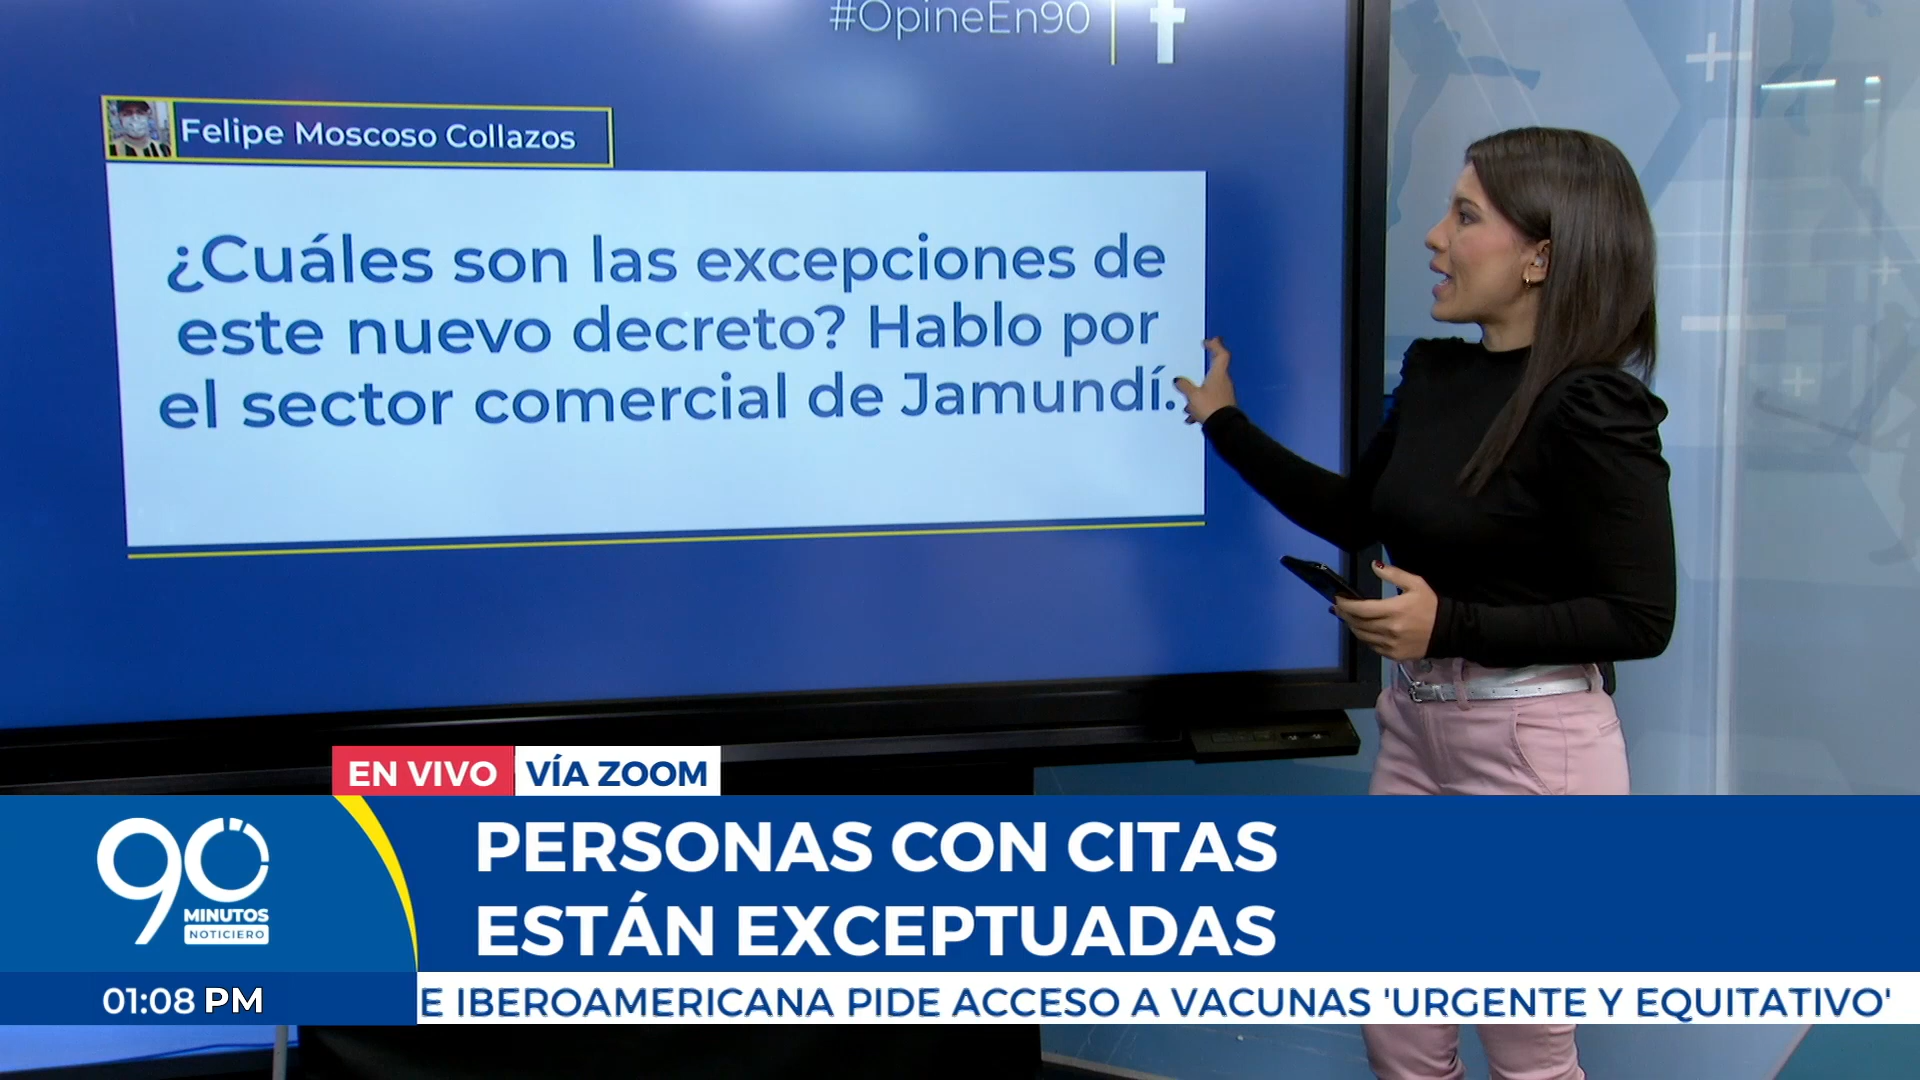 #OpineEn90
Felipe Moscoso Collazos
¿Cuáles son las excepciones de
este nuevo decreto? Hablo por
el sector comercial de Jamundí.
EN VIVO VÍA ZOOM
PERSONAS CON CITAS
ESTÁN EXCEPTUADAS
90
MINUTOS
NOTICIERO
01:08 PM
E IBEROAMERICANA PIDE ACCESO A VACUNAS 'URGENTE Y EQUITATIVO'